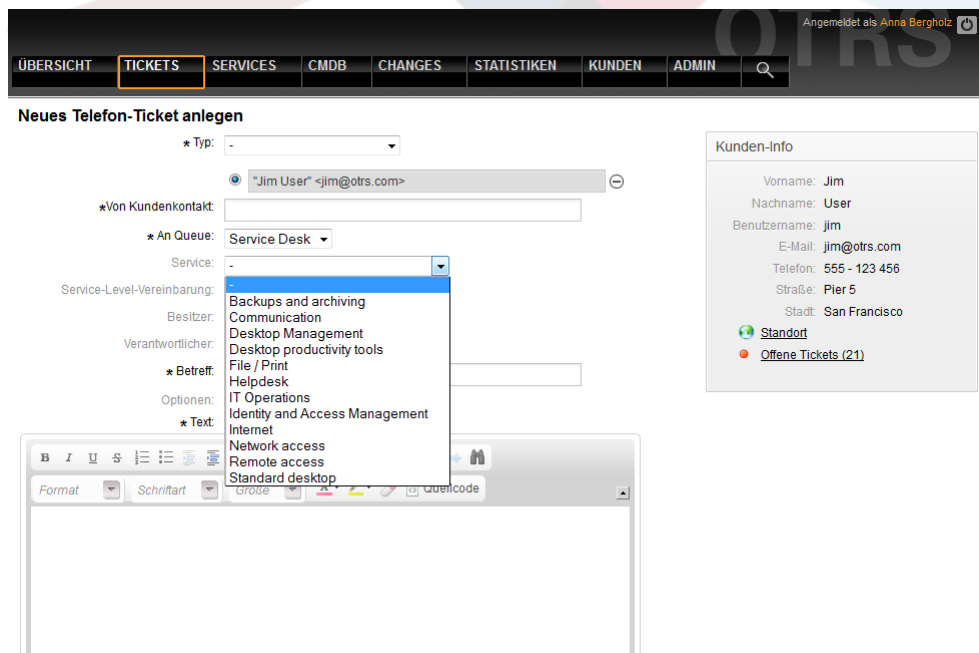 OTRS
Angemeldet als Anna Bergholz
ÜBERSICHT TICKETS SERVICES CMDB CHANGES STATISTIKEN KUNDEN ADMIN
Neues Telefon-Ticket anlegen
* Typ: -
"Jim User" <jim@otrs.com>
*Von Kundenkontakt:
* An Queue: Service Desk
Service: -
-
Service-Level-Vereinbarung:
Besitzer:
Verantwortlicher:
* Betreff:
Optionen:
* Text:
Backups and archiving
Communication
Desktop Management
Desktop productivity tools
File / Print
Helpdesk
IT Operations
Identity and Access Management
Internet
Network access
Remote access
Standard desktop
B I U S
Format Schriftart Größe A Quellcode
Kunden-Info
Vorname: Jim
Nachname: User
Benutzername: jim
E-Mail: jim@otrs.com
Telefon: 555 - 123 456
Straße: Pier 5
Stadt: San Francisco
Standort
Offene Tickets (21)